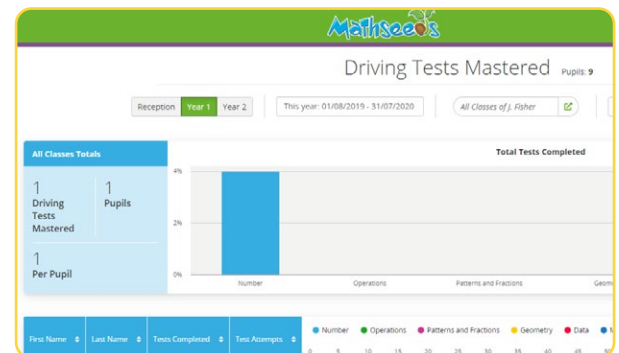 Mathseeds
Driving Tests Mastered Pupils: 9
Reception Year 1 Year 2 This year: 01/08/2019 - 31/07/2020 All Classes of J. Fisher
All Classes Totals
1 Driving Tests Mastered
1 Pupils
1 Per Pupil
Total Tests Completed
4%
2%
0%
Number Operations Patterns and Fractions Geom
First Name Last Name Tests Completed Test Attempts
Number Operations Patterns and Fractions Geometry Data M
0 5 10 15 20 25 30 35 40 45 50